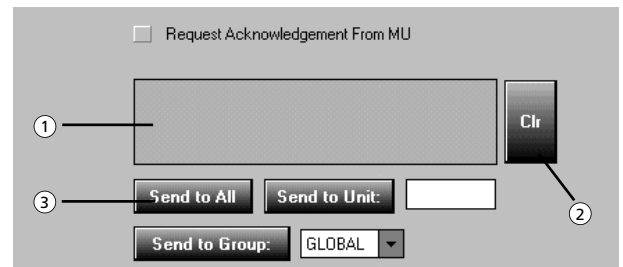 Request Acknowledgement From MU
1
Clr
3
Send to All Send to Unit:
2
Send to Group: GLOBAL